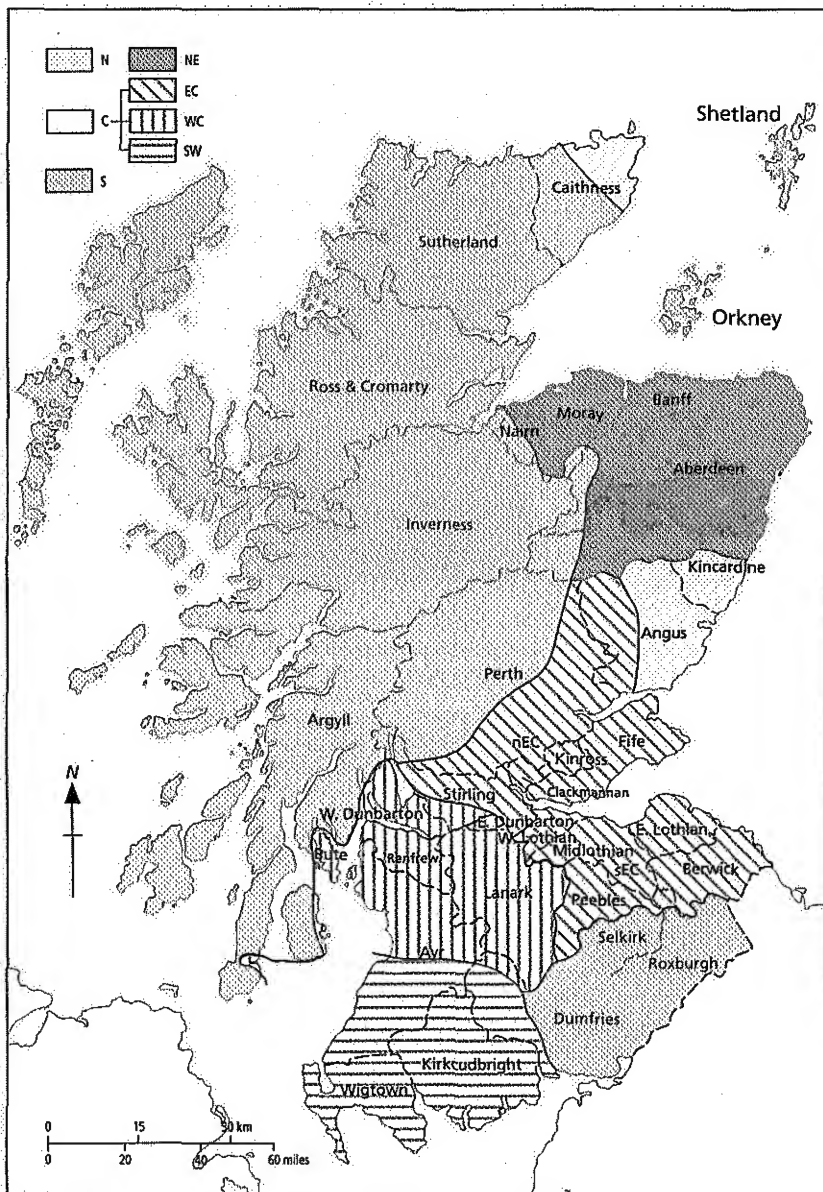 N
NE
EC
C
WC
SW
S
Shetland
Caithness
Sutherland
Orkney
Ross & Cromarty
Banff
Moray
Nairn
Aberdeen
Inverness
Kincardine
Angus
Perth
Argyll
nEC
Fife
Kinross
Clackmannan
Stirling
N
W. Dunbarton
E. Dunbarton
E. Lothian
W. Lothian
Midlothian
Bute
Renfrew
sEC
Berwick
Lanark
Peebles
Selkirk
Ayr
Roxburgh
Dumfries
Kirkcudbright
Wigtown
0 15 30 km
0 20 40 60 miles